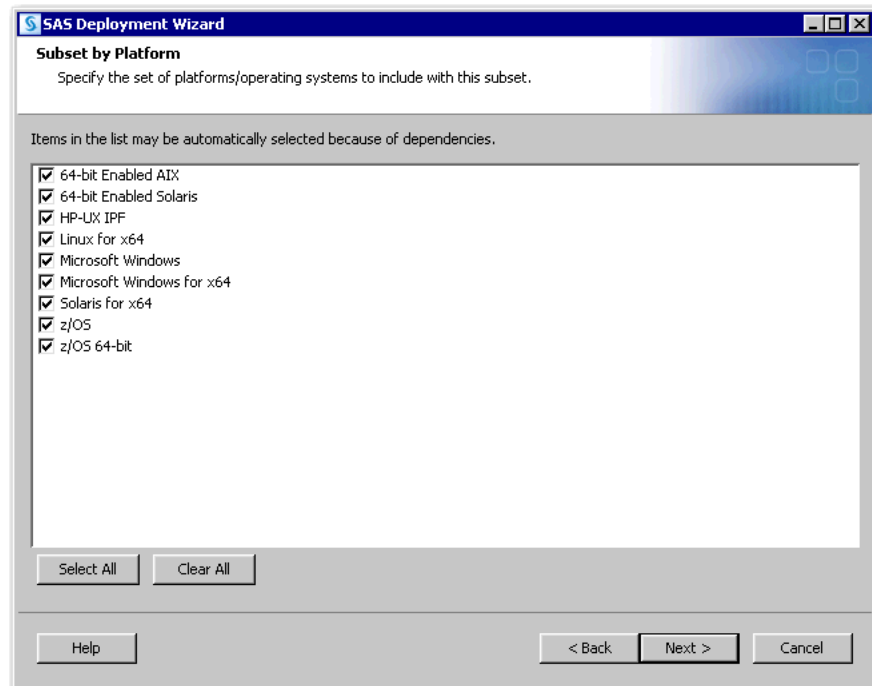 SAS Deployment Wizard
Subset by Platform
Specify the set of platforms/operating systems to include with this subset.
Items in the list may be automatically selected because of dependencies.
64-bit Enabled AIX
64-bit Enabled Solaris
HP-UX IPF
Linux for x64
Microsoft Windows
Microsoft Windows for x64
Solaris for x64
z/OS
z/OS 64-bit
Select All Clear All
Help < Back Next > Cancel